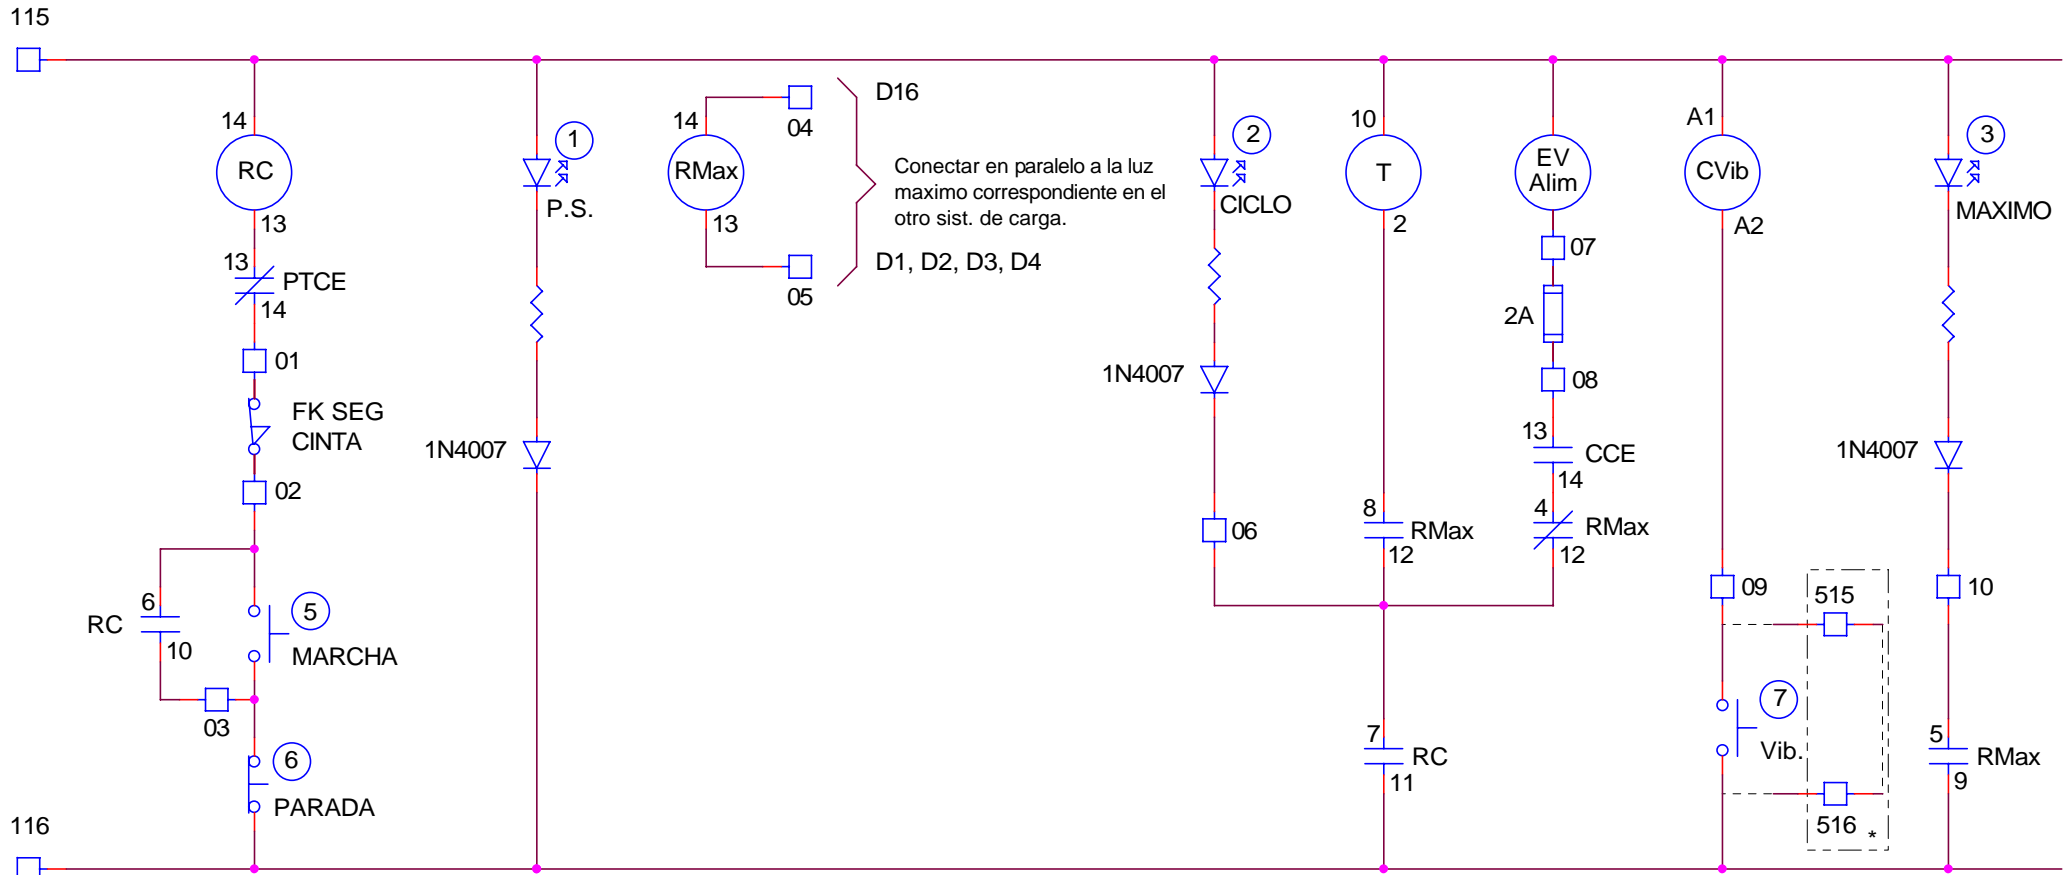 115
14
RC
13
13
PTCE
14
01
FK SEG
CINTA
02
6
RC
10
5
MARCHA
03
6
PARADA
116
1
P.S.
1N4007
14
RMax
13
04
05
D16
Conectar en paralelo a la luz
maximo correspondiente en el
otro sist. de carga.
D1, D2, D3, D4
2
CICLO
1N4007
06
10
T
2
8
RMax
12
7
RC
11
EV
Alim
07
2A
08
13
CCE
14
4
RMax
12
A1
CVib
A2
09
7
Vib.
515
516 *
3
MAXIMO
1N4007
10
5
RMax
9